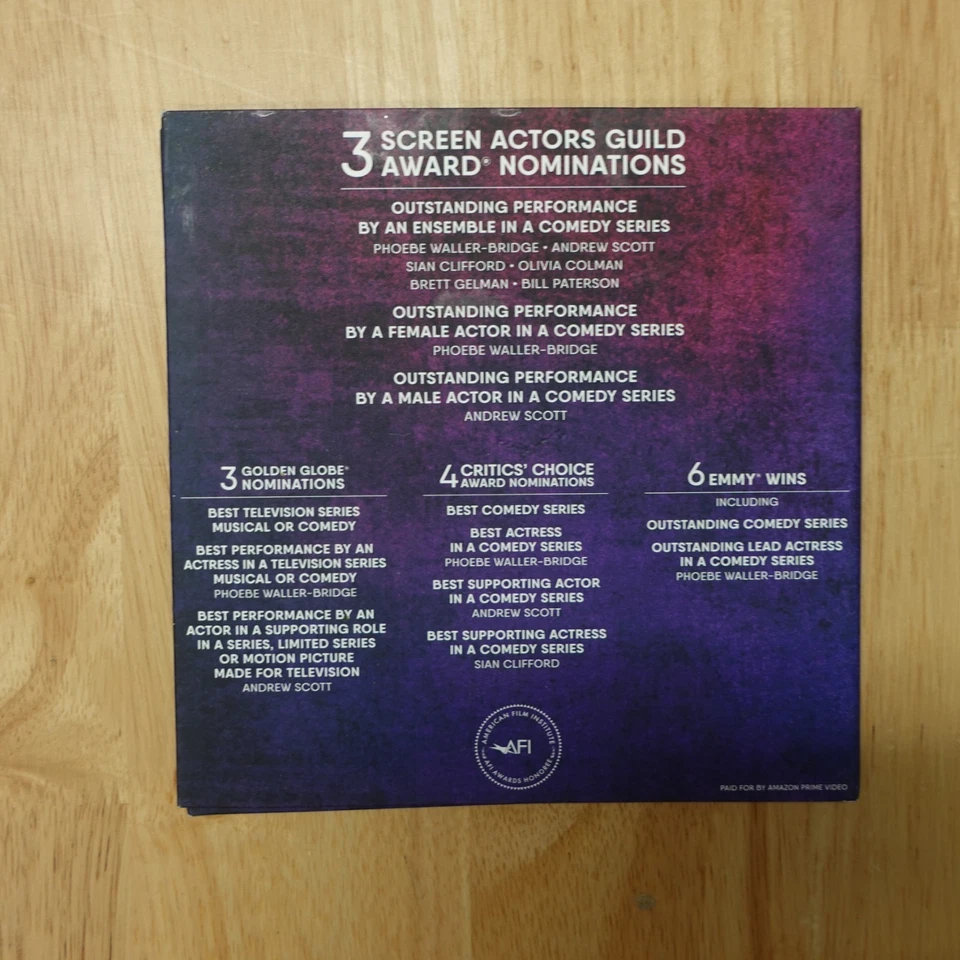 3 SCREEN ACTORS GUILD
AWARD® NOMINATIONS
OUTSTANDING PERFORMANCE
BY AN ENSEMBLE IN A COMEDY SERIES
PHOEBE WALLER-BRIDGE • ANDREW SCOTT
SIAN CLIFFORD • OLIVIA COLMAN
BRETT GELMAN • BILL PATERSON
OUTSTANDING PERFORMANCE
BY A FEMALE ACTOR IN A COMEDY SERIES
PHOEBE WALLER-BRIDGE
OUTSTANDING PERFORMANCE
BY A MALE ACTOR IN A COMEDY SERIES
ANDREW SCOTT
3 GOLDEN GLOBE®
NOMINATIONS
BEST TELEVISION SERIES
MUSICAL OR COMEDY
BEST PERFORMANCE BY AN
ACTRESS IN A TELEVISION SERIES
MUSICAL OR COMEDY
PHOEBE WALLER-BRIDGE
BEST PERFORMANCE BY AN
ACTOR IN A SUPPORTING ROLE
IN A SERIES, LIMITED SERIES
OR MOTION PICTURE
MADE FOR TELEVISION
ANDREW SCOTT
4 CRITICS' CHOICE
AWARD NOMINATIONS
BEST COMEDY SERIES
BEST ACTRESS
IN A COMEDY SERIES
PHOEBE WALLER-BRIDGE
BEST SUPPORTING ACTOR
IN A COMEDY SERIES
ANDREW SCOTT
BEST SUPPORTING ACTRESS
IN A COMEDY SERIES
SIAN CLIFFORD
6 EMMY® WINS
INCLUDING
OUTSTANDING COMEDY SERIES
OUTSTANDING LEAD ACTRESS
IN A COMEDY SERIES
PHOEBE WALLER-BRIDGE
AMERICAN FILM INSTITUTE
AFI
AFI AWARDS HONOREE
PAID FOR BY AMAZON PRIME VIDEO